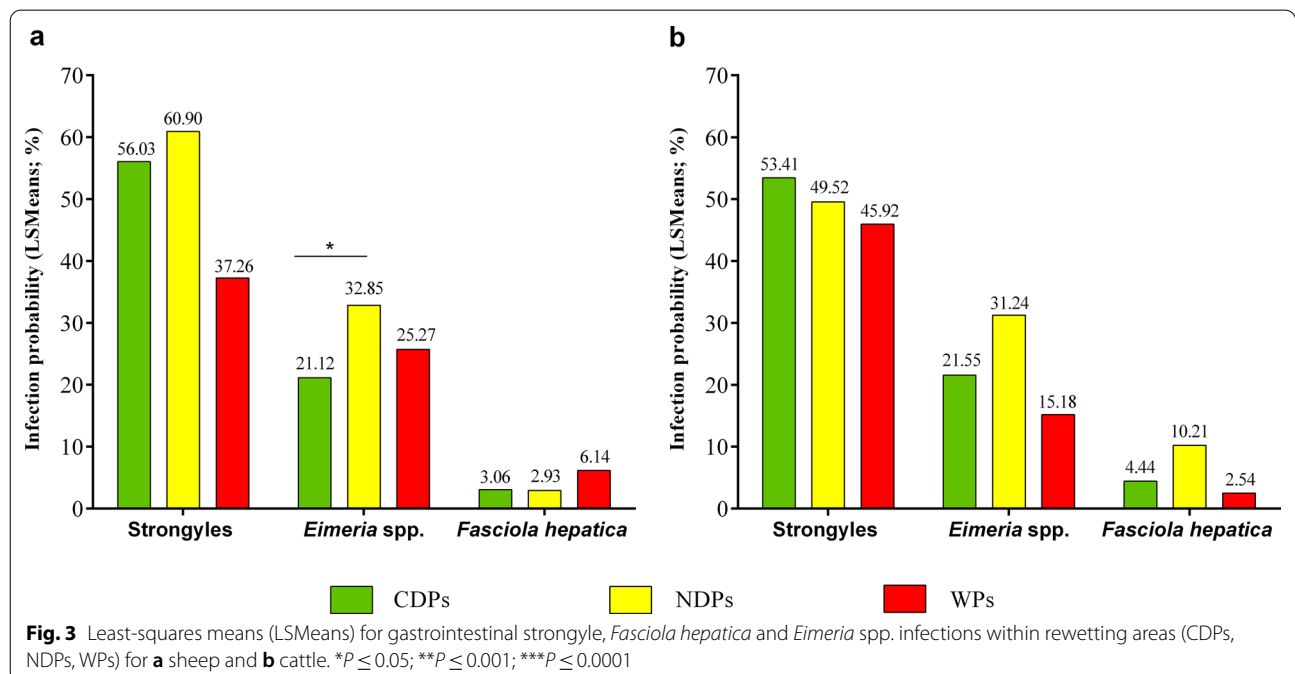 a
70
60
50
40
30
20
10
0
Infection probability (LSMeans; %)
56.03
60.90
37.26
*
21.12
32.85
25.27
3.06
2.93
6.14
Strongyles
Eimeria spp.
Fasciola hepatica
b
70
60
50
40
30
20
10
0
Infection probability (LSMeans; %)
53.41
49.52
45.92
21.55
31.24
15.18
4.44
10.21
2.54
Strongyles
Eimeria spp.
Fasciola hepatica
CDPs
NDPs
WPs
Fig. 3 Least-squares means (LSMeans) for gastrointestinal strongyle, Fasciola hepatica and Eimeria spp. infections within rewetting areas (CDPs,
NDPs, WPs) for a sheep and b cattle. *P ≤ 0.05; **P ≤ 0.001; ***P ≤ 0.0001